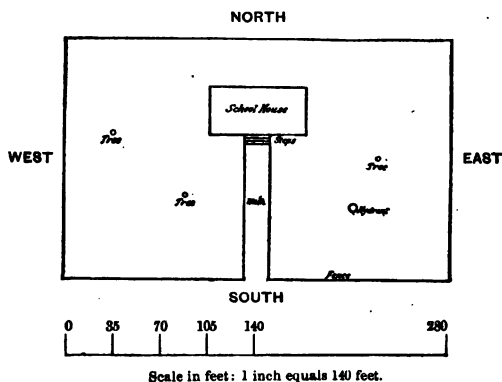 NORTH
School House
Steps
Tree
WEST
Tree
EAST
Tree
Walk
Hydrant
Fence
SOUTH
0 35 70 105 140 280
Scale in feet: 1 inch equals 140 feet.